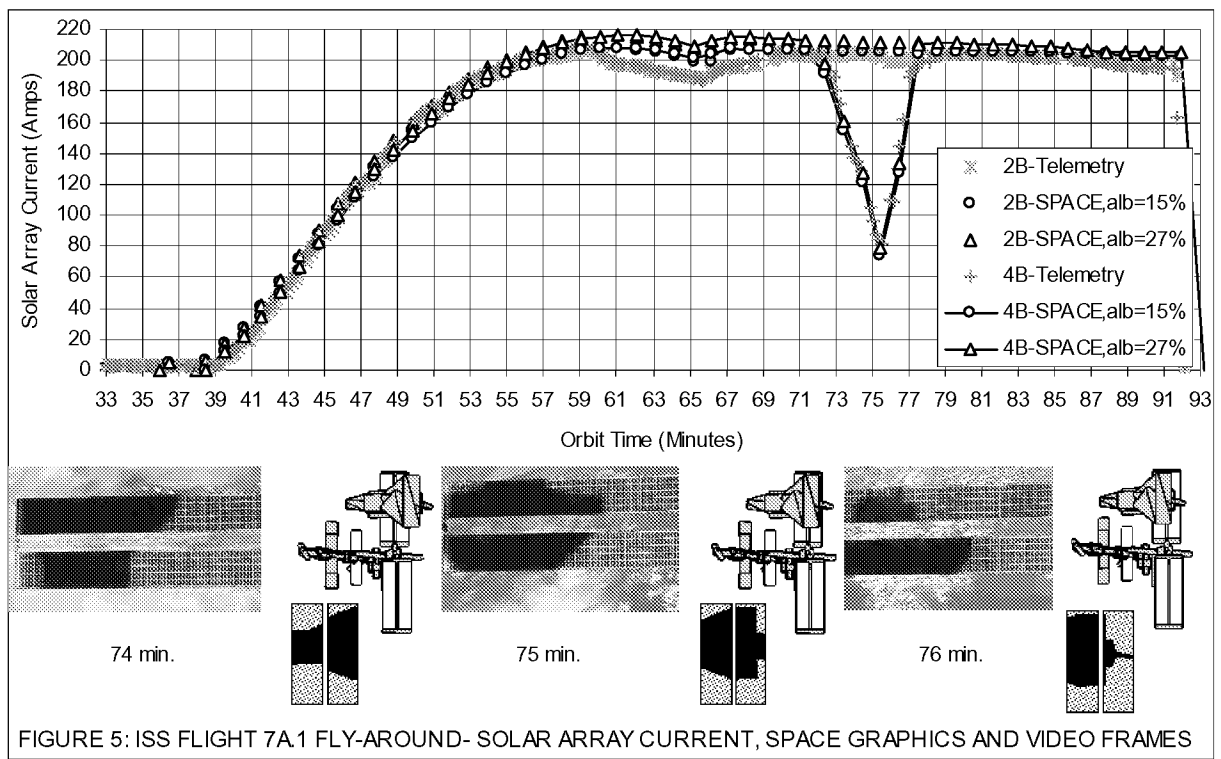 220
200
180
160
140
120
100
80
60
40
20
0
Solar Array Current (Amps)
33 35 37 39 41 43 45 47 49 51 53 55 57 59 61 63 65 67 69 71 73 75 77 79 81 83 85 87 89 91 93
Orbit Time (Minutes)
2B-Telemetry
2B-SPACE,alb=15%
2B-SPACE,alb=27%
4B-Telemetry
4B-SPACE,alb=15%
4B-SPACE,alb=27%
74 min.
75 min.
76 min.
FIGURE 5: ISS FLIGHT 7A.1 FLY-AROUND- SOLAR ARRAY CURRENT, SPACE GRAPHICS AND VIDEO FRAMES